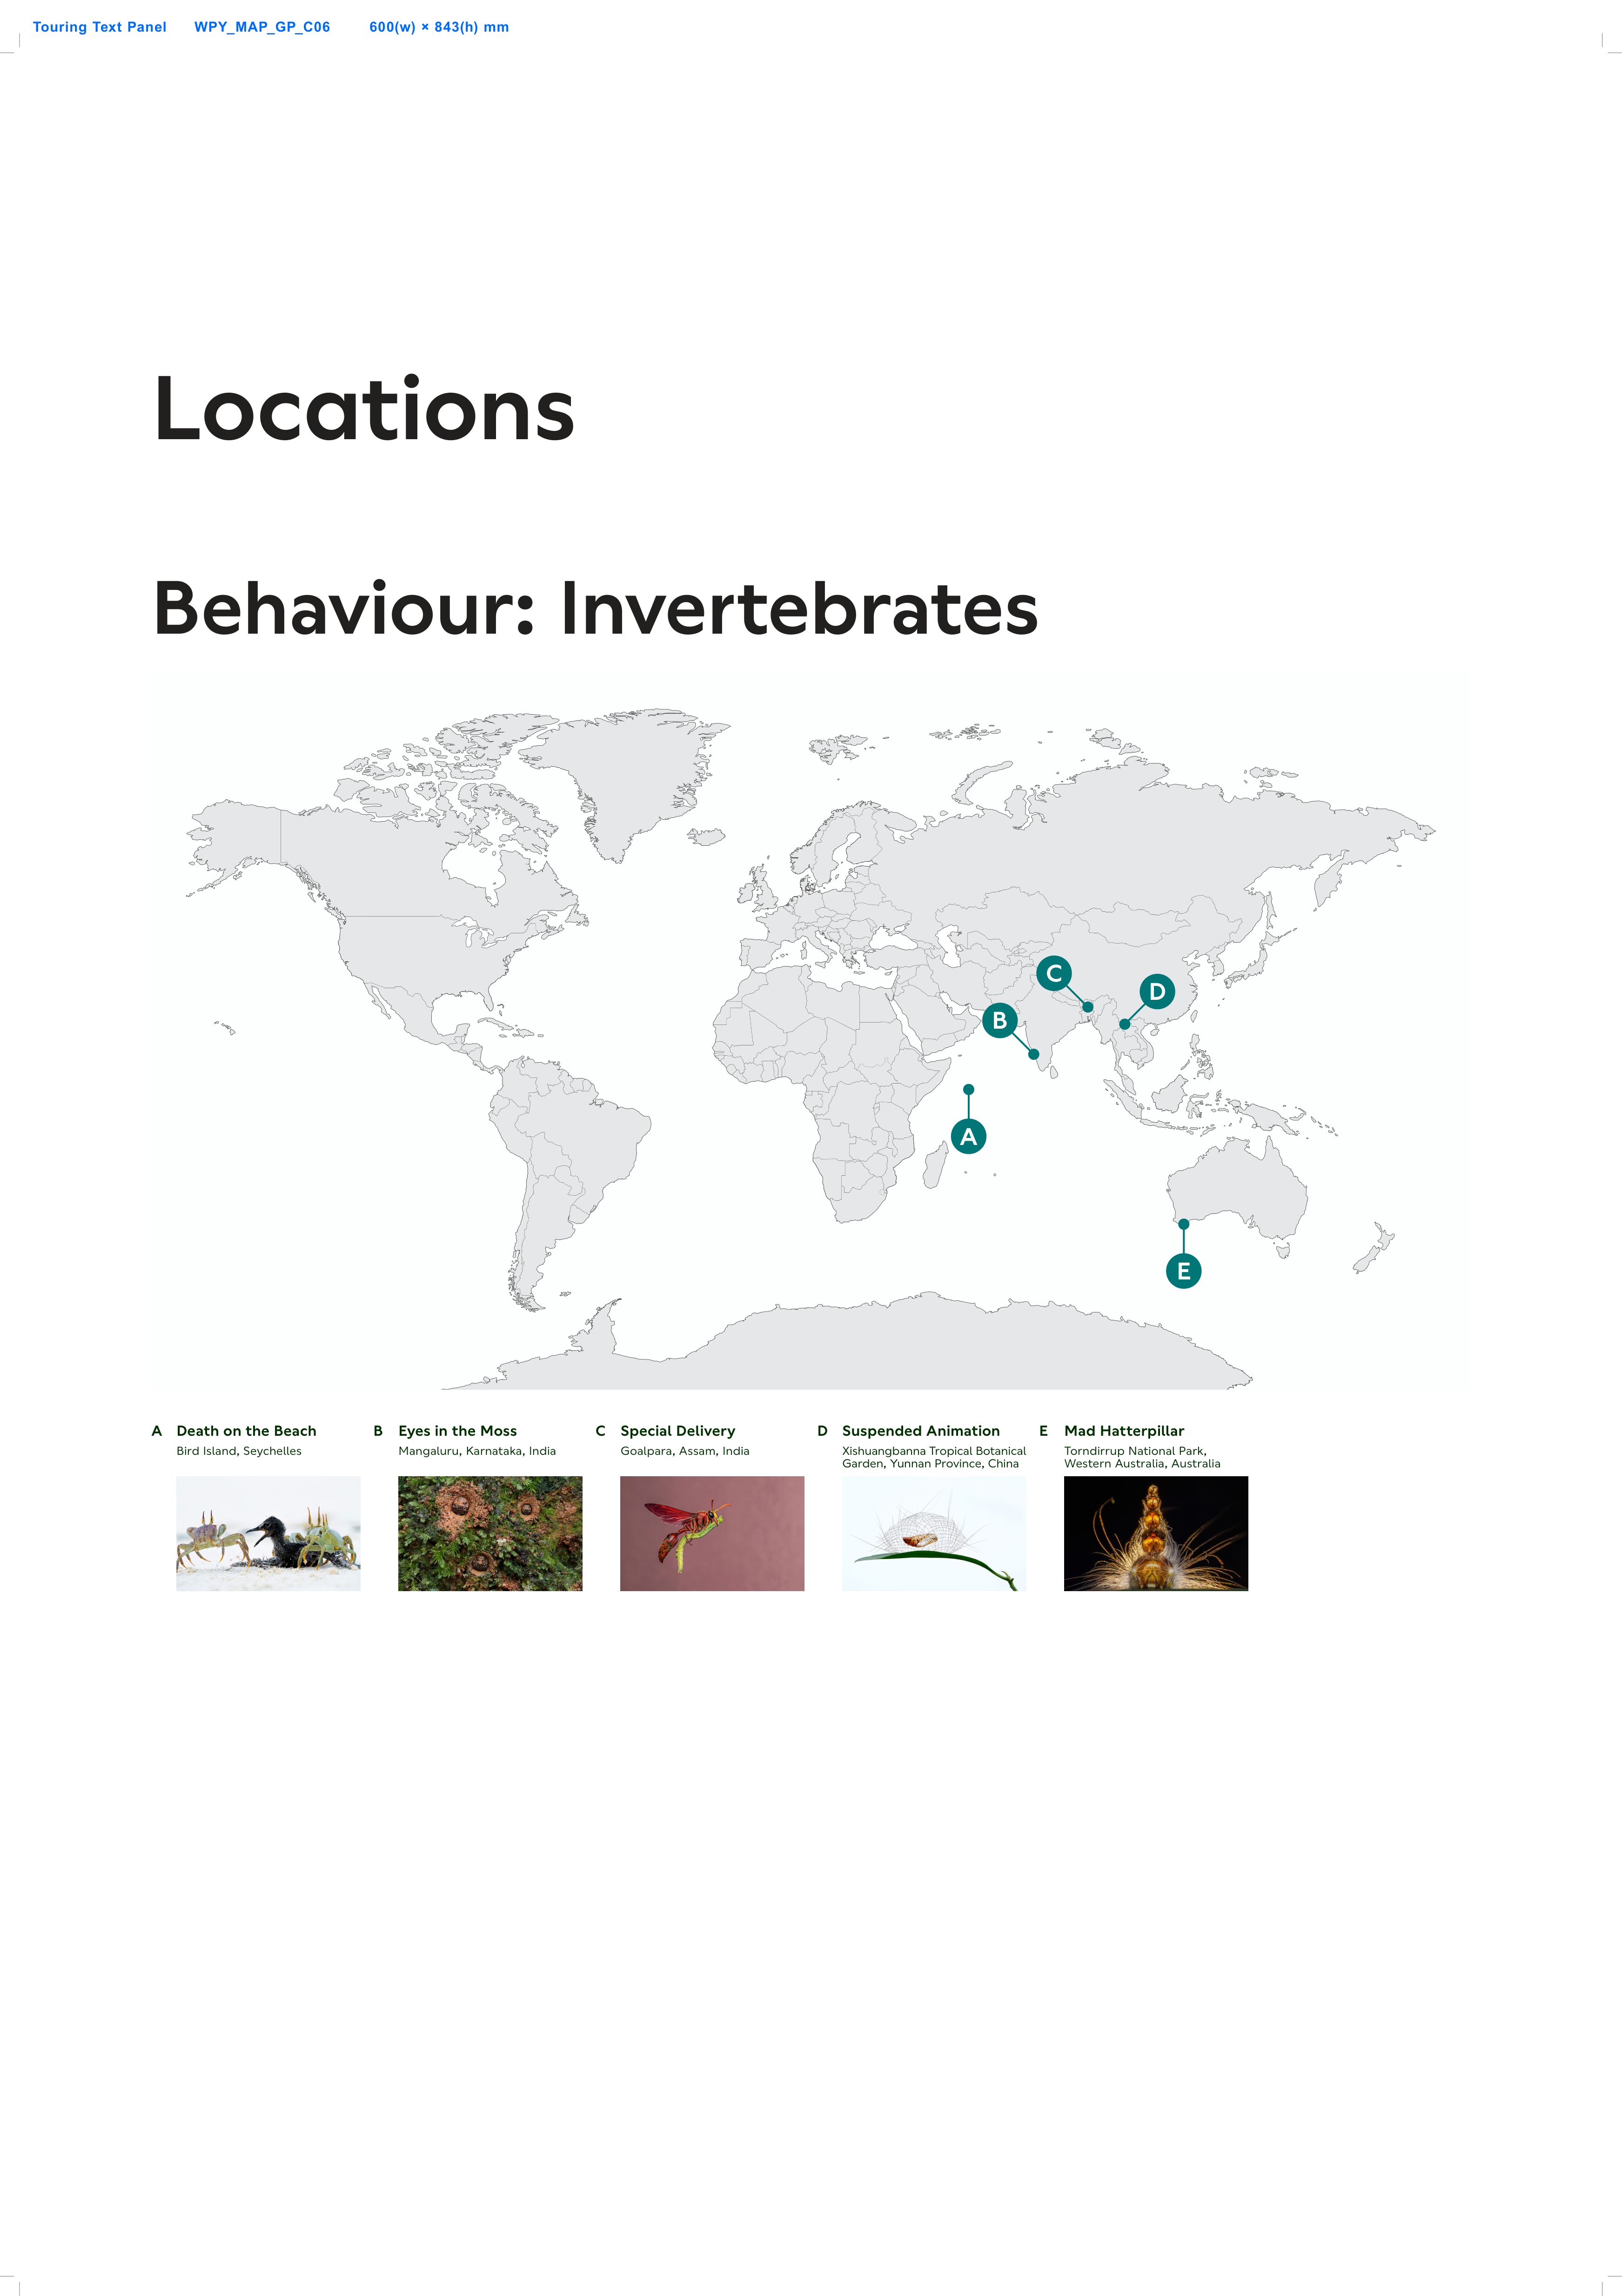 Touring Text Panel WPY_MAP_GP_C06 600(w) × 843(h) mm
Locations
Behaviour: Invertebrates
C
D
B
A
E
A Death on the Beach
Bird Island, Seychelles
B Eyes in the Moss
Mangaluru, Karnataka, India
C Special Delivery
Goalpara, Assam, India
D Suspended Animation
Xishuangbanna Tropical Botanical
Garden, Yunnan Province, China
E Mad Hatterpillar
Torndirrup National Park,
Western Australia, Australia